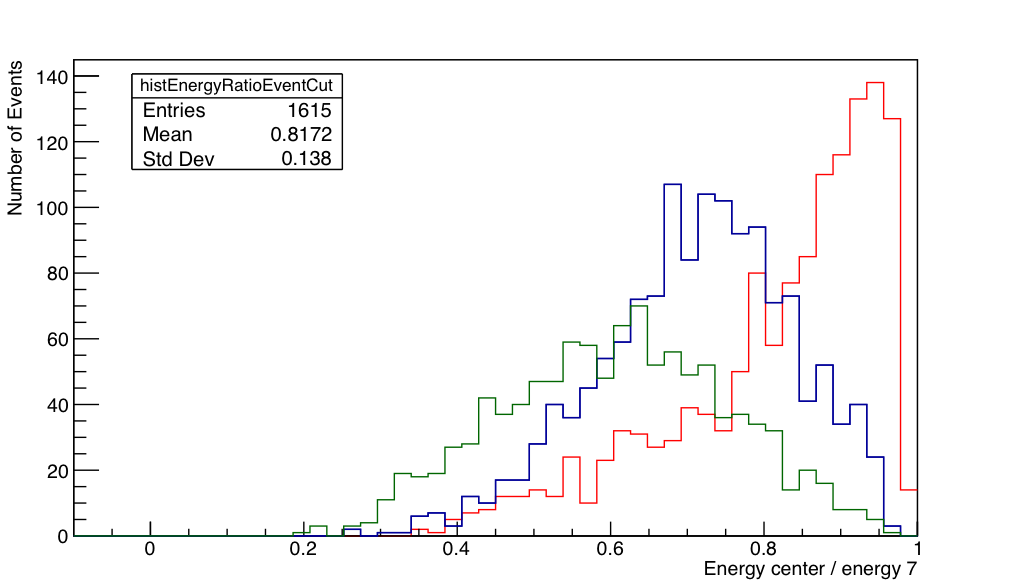 histEnergyRatioEventCut
Entries 1615
Mean 0.8172
Std Dev 0.138
Number of Events
140
120
100
80
60
40
20
0
0 0.2 0.4 0.6 0.8 1
Energy center / energy 7